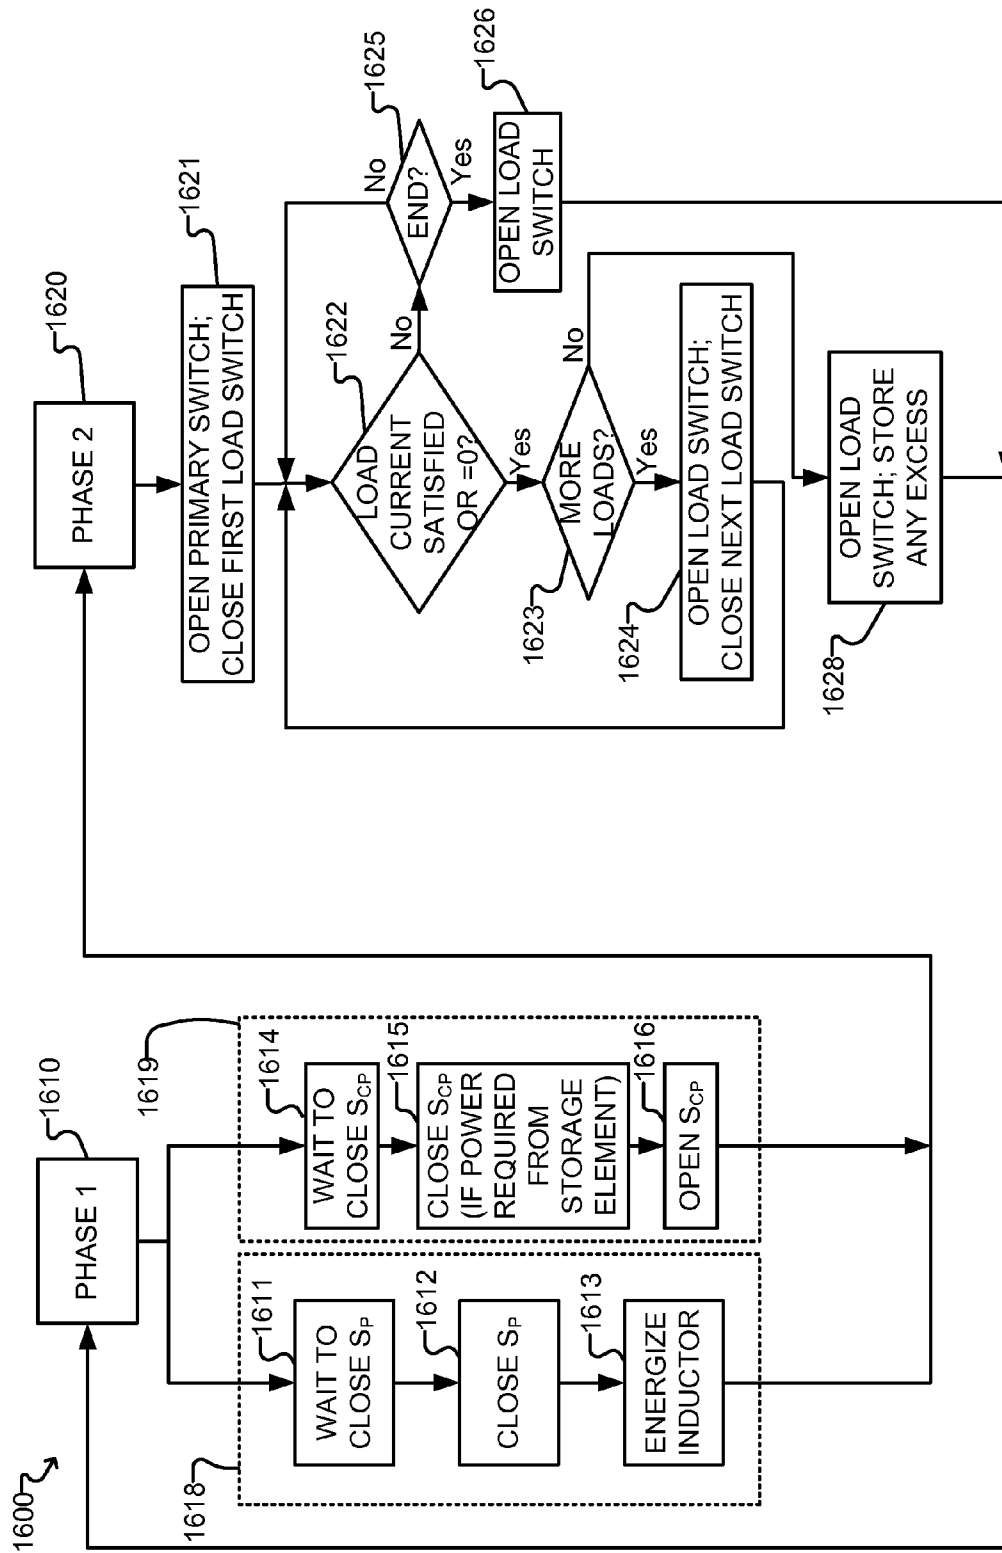 1600
PHASE 1
1610
1619
1618
WAIT TO
CLOSE SP
1611
CLOSE SP
1612
ENERGIZE
INDUCTOR
1613
WAIT TO
CLOSE SCP
1614
CLOSE SCP
(IF POWER
REQUIRED
FROM
STORAGE
ELEMENT)
1615
OPEN SCP
1616
PHASE 2
1620
OPEN PRIMARY SWITCH;
CLOSE FIRST LOAD SWITCH
1621
LOAD
CURRENT
SATISFIED
OR =0?
1622
No
Yes
END?
1625
No
Yes
OPEN LOAD
SWITCH
1626
MORE
LOADS?
1623
No
Yes
OPEN LOAD SWITCH;
CLOSE NEXT LOAD SWITCH
1624
OPEN LOAD
SWITCH; STORE
ANY EXCESS
1628